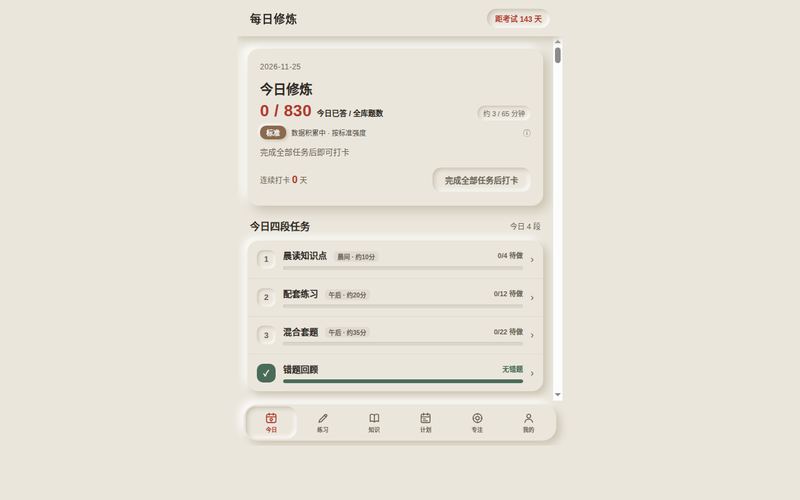 每日修炼
距考试 143 天
2026-11-25
今日修炼
0 / 830 今日已答 / 全库题数
约 3 / 65 分钟
标准 数据积累中 · 按标准强度
完成全部任务后即可打卡
连续打卡 0 天
完成全部任务后打卡
今日四段任务
今日 4 段
1 晨读知识点 晨间 · 约10分 0/4 待做
2 配套练习 午后 · 约20分 0/12 待做
3 混合套题 午后 · 约35分 0/22 待做
错题回顾 无错题
今日 练习 知识 计划 专注 我的